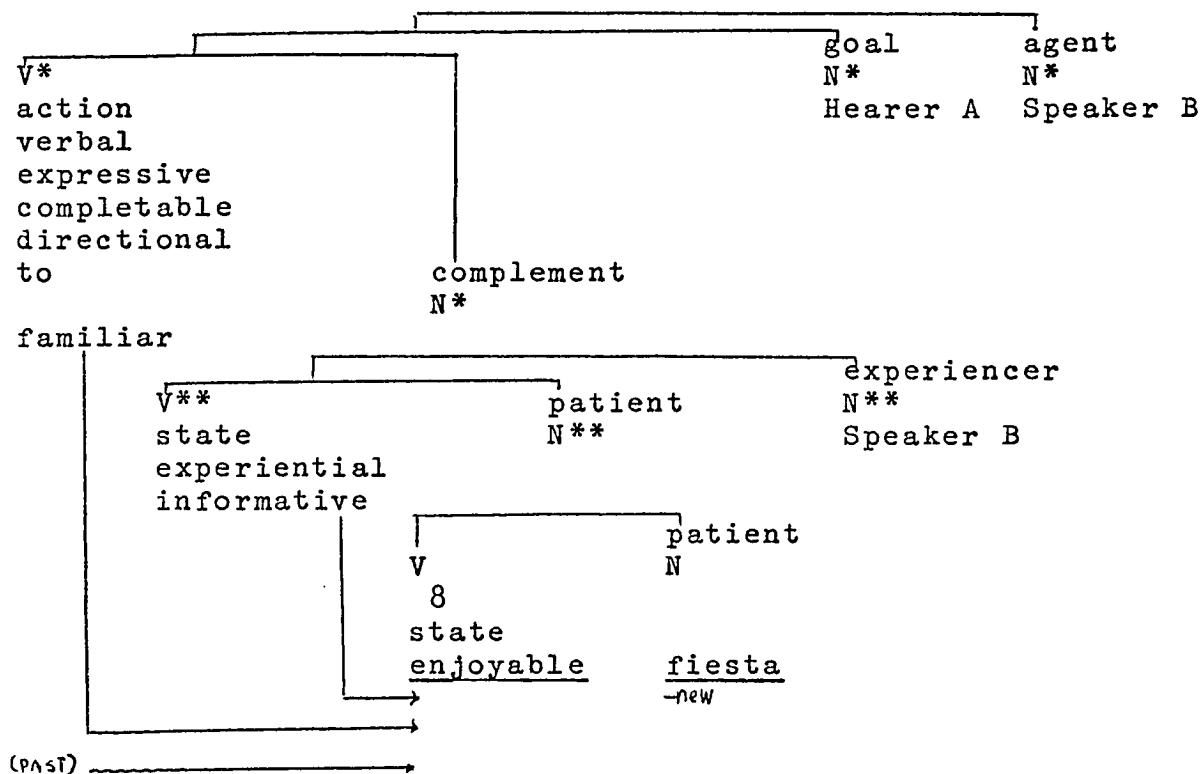 goal agent
V* N* N*
action Hearer A Speaker B
verbal
expressive
completable
directional
to complement
N*
familiar
experiencer
V** patient N**
state N** Speaker B
experiential
informative
patient
V N
8
state
enjoyable fiesta
-new
(PAST)